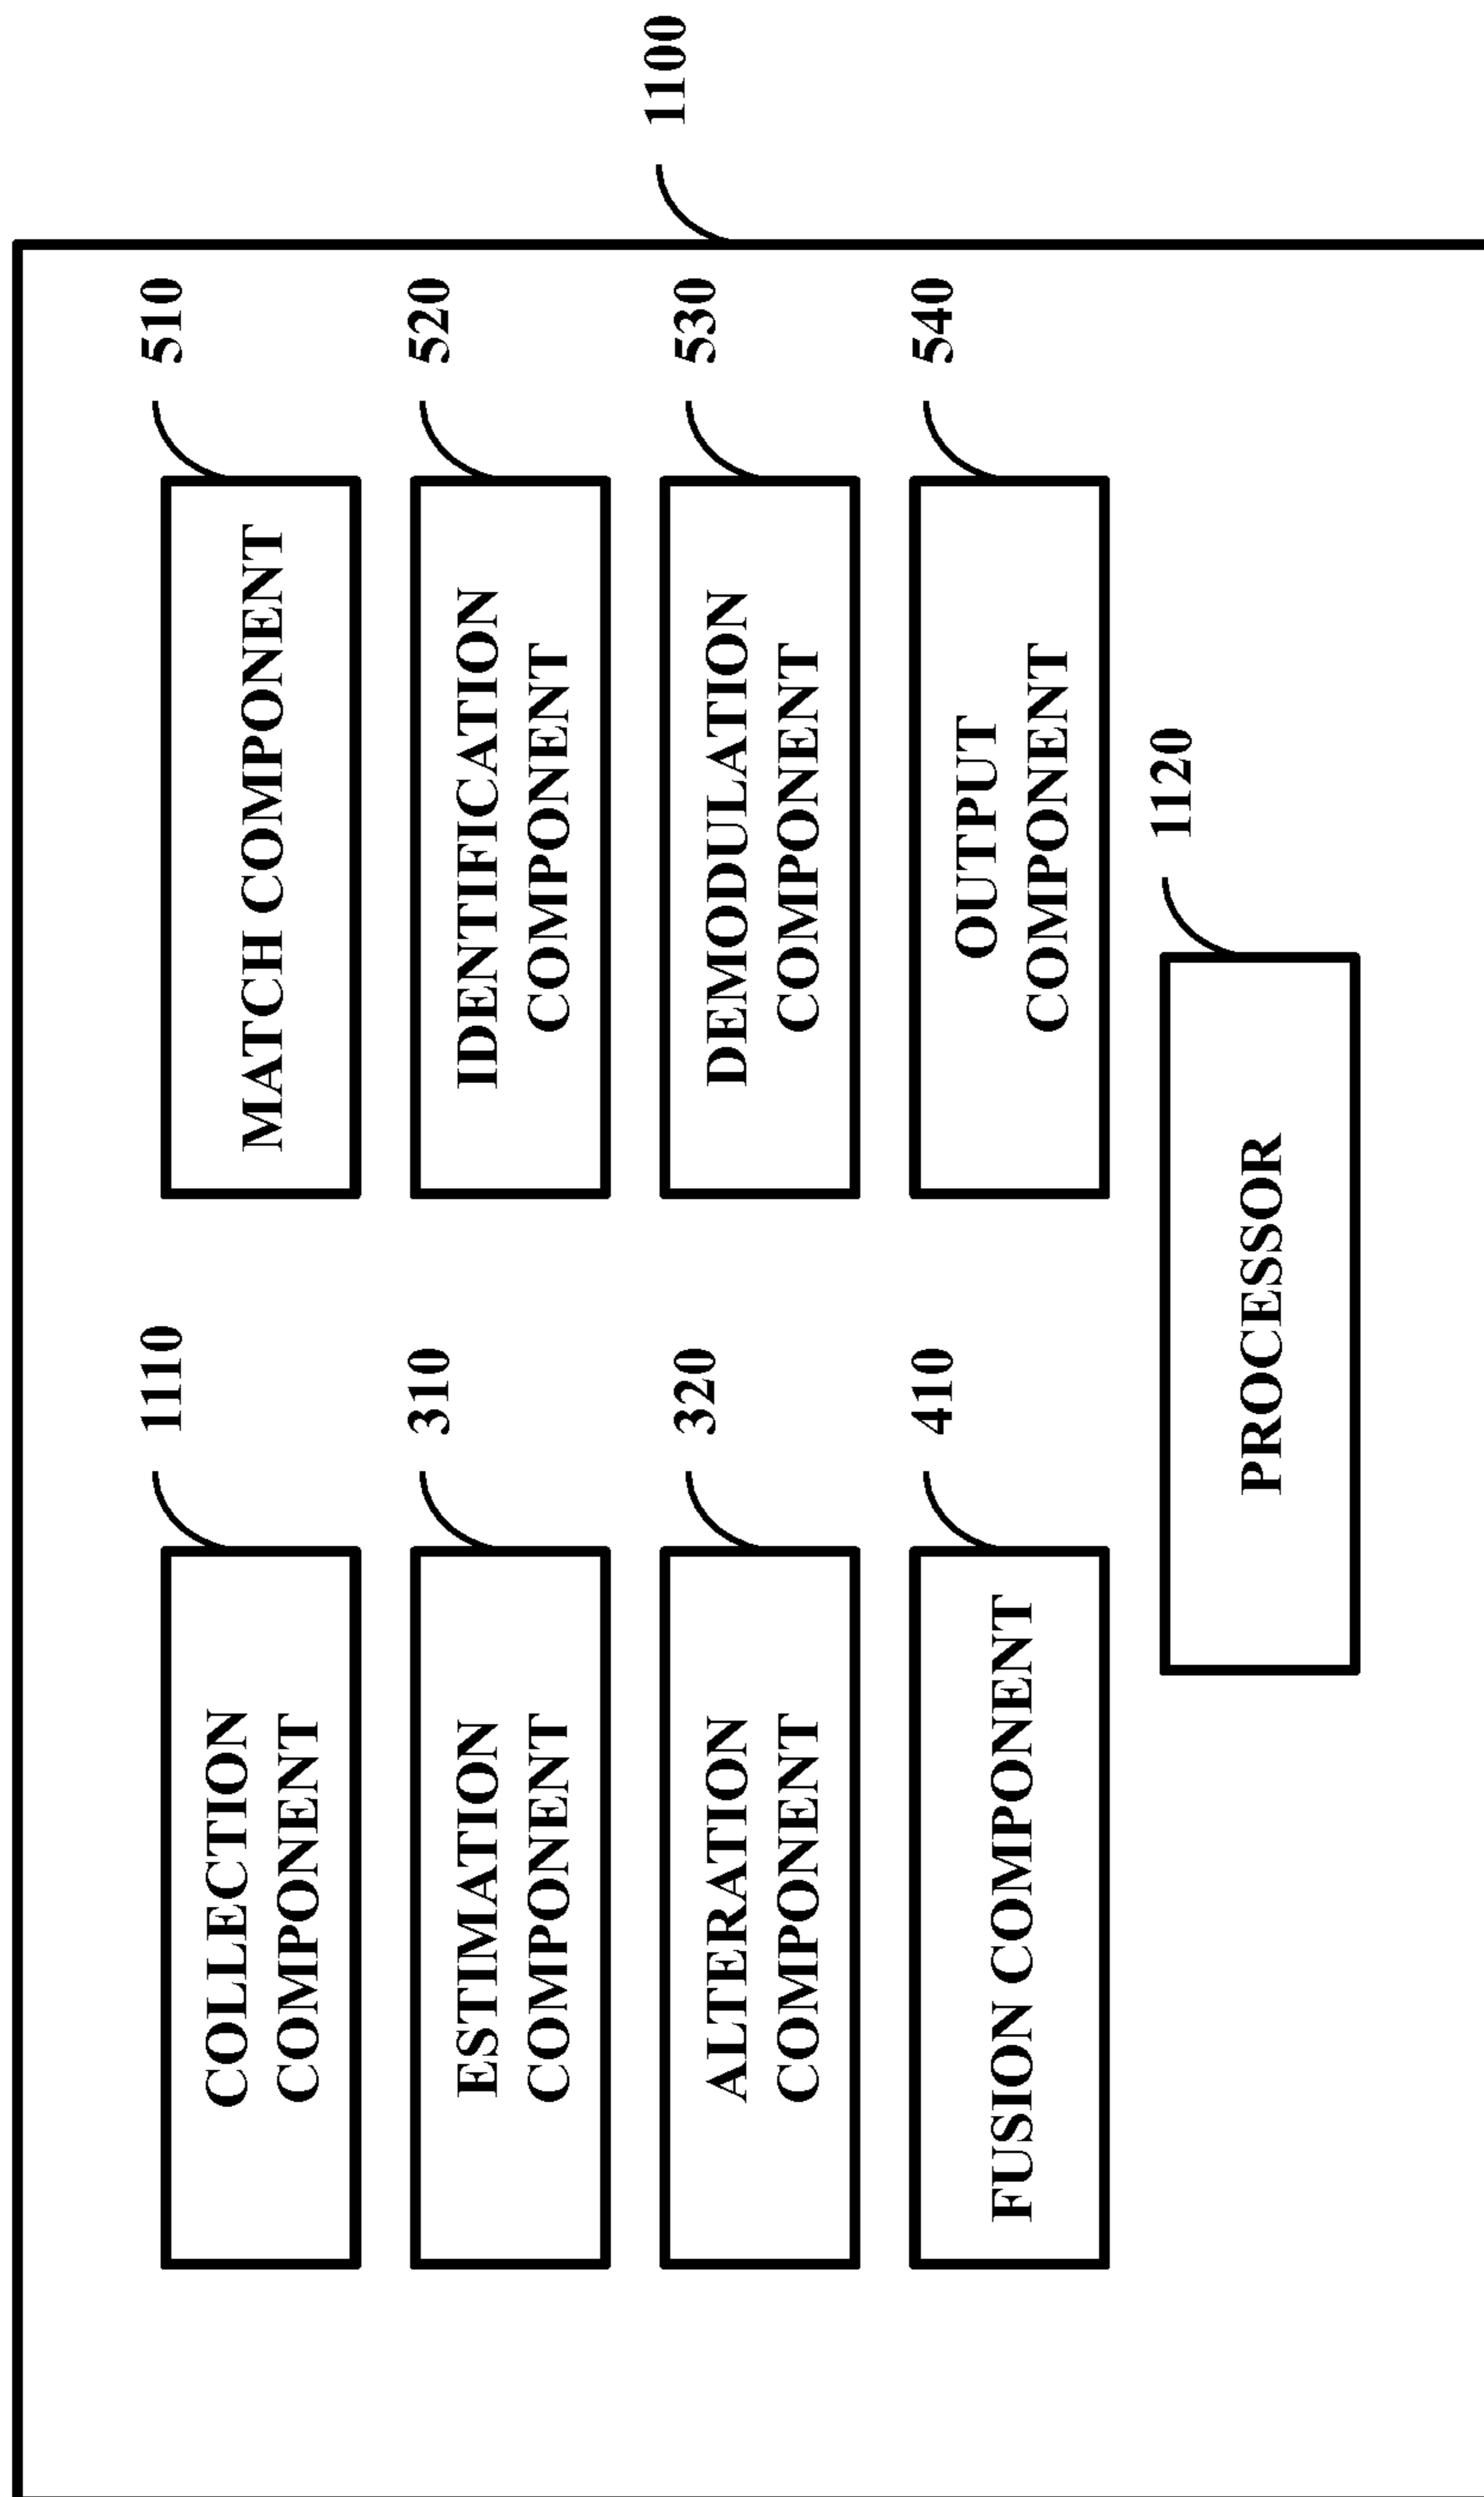 1100
1110
COLLECTION
COMPONENT
510
MATCH COMPONENT
310
ESTIMATION
COMPONENT
520
IDENTIFICATION
COMPONENT
320
ALTERATION
COMPONENT
530
DEMODULATION
COMPONENT
410
FUSION COMPONENT
540
OUTPUT
COMPONENT
1120
PROCESSOR